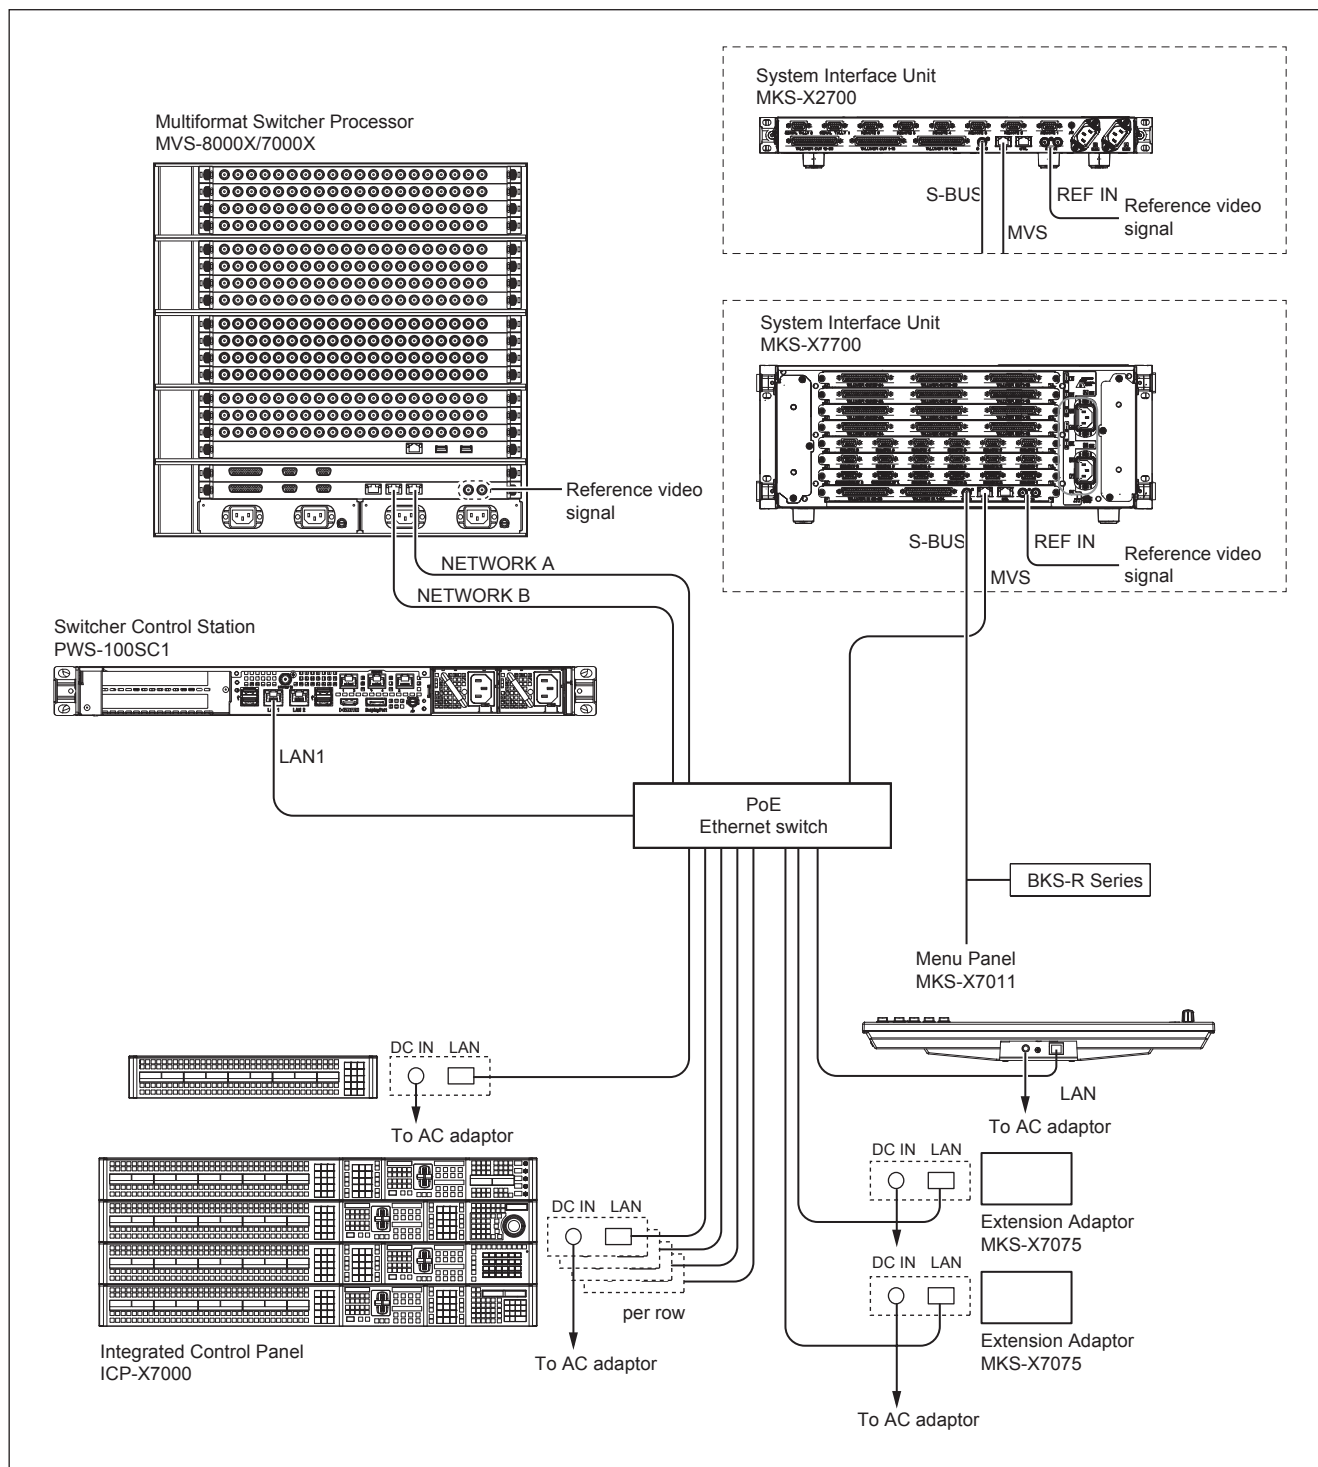 System Interface Unit
MKS-X2700
Multiformat Switcher Processor
MVS-8000X/7000X
S-BUS
REF IN
MVS
Reference video
signal
System Interface Unit
MKS-X7700
Reference video
signal
S-BUS
REF IN
MVS
Reference video
signal
NETWORK A
NETWORK B
Switcher Control Station
PWS-100SC1
LAN1
PoE
Ethernet switch
BKS-R Series
Menu Panel
MKS-X7011
DC IN LAN
To AC adaptor
LAN
To AC adaptor
DC IN LAN
Extension Adaptor
MKS-X7075
DC IN LAN
per row
To AC adaptor
DC IN LAN
Extension Adaptor
MKS-X7075
To AC adaptor
Integrated Control Panel
ICP-X7000